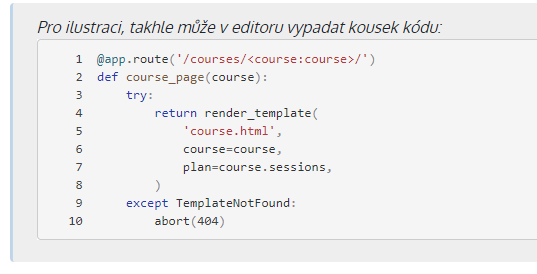 Pro ilustraci, takhle může v editoru vypadat kousek kódu:
1 @app.route('/courses/<course:course>/')
2 def course_page(course):
3     try:
4         return render_template(
5             'course.html',
6             course=course,
7             plan=course.sessions,
8         )
9     except TemplateNotFound:
10         abort(404)